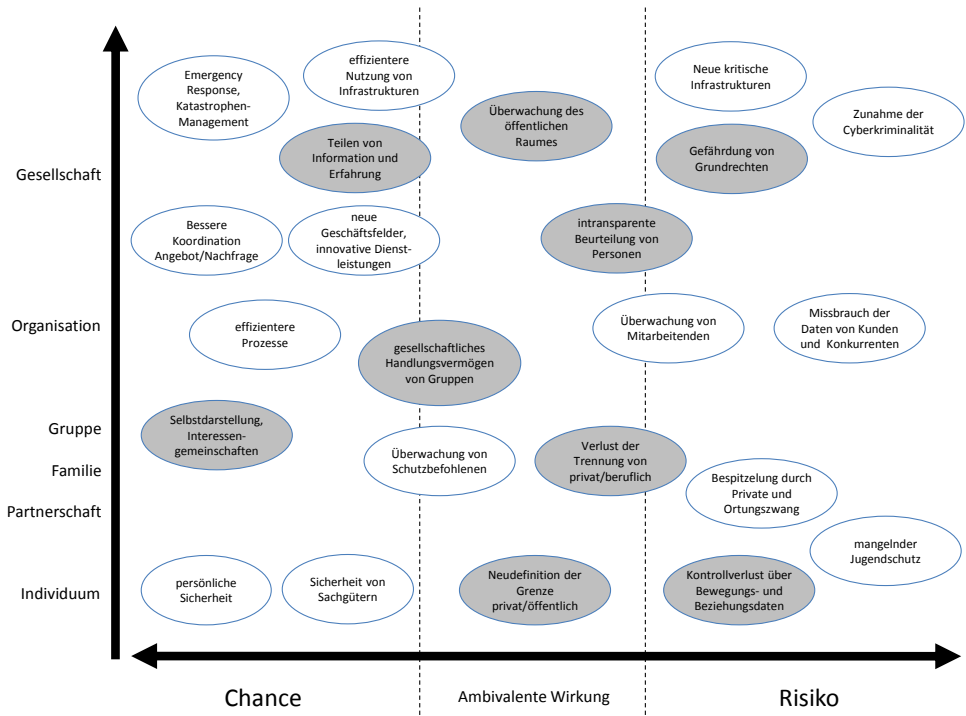 Emergency
Response,
Katastrophen-
Management
effizientere
Nutzung von
Infrastrukturen
Neue kritische
Infrastrukturen
Zunahme der
Cyberkriminalität
Überwachung des
öffentlichen
Raumes
Teilen von
Information und
Erfahrung
Gefährdung von
Grundrechten
Gesellschaft
Bessere
Koordination
Angebot/Nachfrage
neue
Geschäftsfelder,
innovative Dienst-
leistungen
intransparente
Beurteilung von
Personen
Organisation
effizientere
Prozesse
gesellschaftliches
Handlungsvermögen
von Gruppen
Überwachung von
Mitarbeitenden
Missbrauch der
Daten von Kunden
und Konkurrenten
Gruppe
Selbstdarstellung,
Interessen-
gemeinschaften
Familie
Überwachung von
Schutzbefohlenen
Verlust der
Trennung von
privat/beruflich
Bespitzelung durch
Private und
Ortungszwang
Partnerschaft
mangelnder
Jugendschutz
Individuum
persönliche
Sicherheit
Sicherheit von
Sachgütern
Neudefinition der
Grenze
privat/öffentlich
Kontrollverlust über
Bewegungs- und
Beziehungsdaten
Chance
Ambivalente Wirkung
Risiko